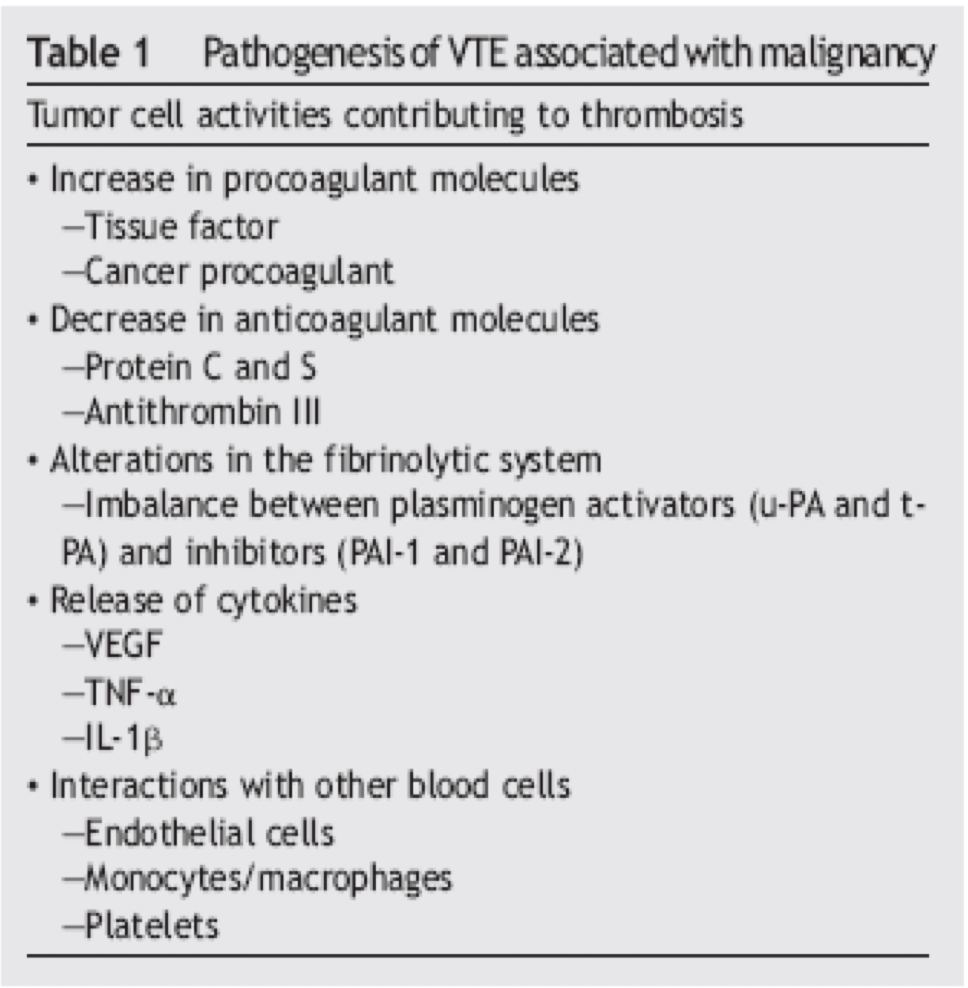 Table 1 Pathogenesis of VTE associated with malignancy
Tumor cell activities contributing to thrombosis
• Increase in procoagulant molecules
—Tissue factor
—Cancer procoagulant
• Decrease in anticoagulant molecules
—Protein C and S
—Antithrombin III
• Alterations in the fibrinolytic system
—Imbalance between plasminogen activators (u-PA and t-
PA) and inhibitors (PAI-1 and PAI-2)
• Release of cytokines
—VEGF
—TNF-α
—IL-1β
• Interactions with other blood cells
—Endothelial cells
—Monocytes/macrophages
—Platelets